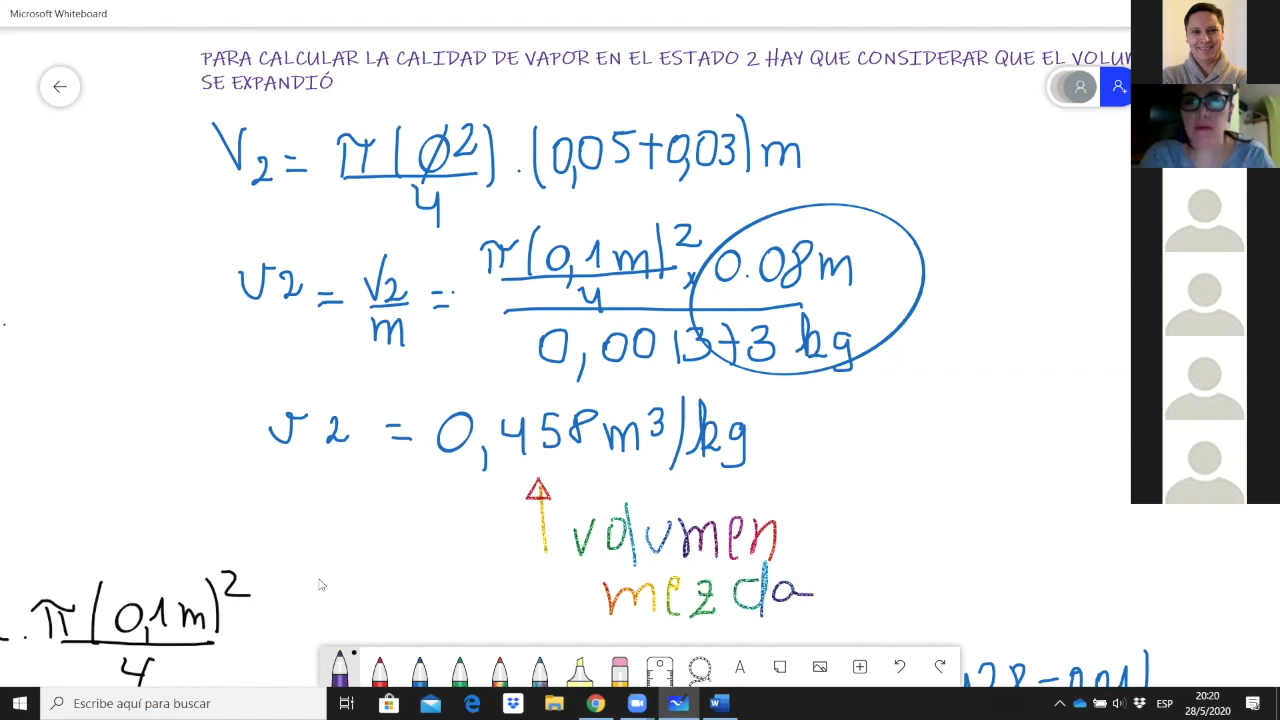 Microsoft Whiteboard
PARA CALCULAR LA CALIDAD DE VAPOR EN EL ESTADO 2 HAY QUE CONSIDERAR QUE EL VOLUM
SE EXPANDIÓ
V2 = π(Ø2)/4 . (0,05+0,03)m
v2 = V2/m = π(0,1m)²/4 x 0.08m
0,001373 kg
v2 = 0,458 m³/kg
volumen
mezcla
. π(0,1m)²
4
A
Escribe aquí para buscar
ESP
20:20
28/5/2020